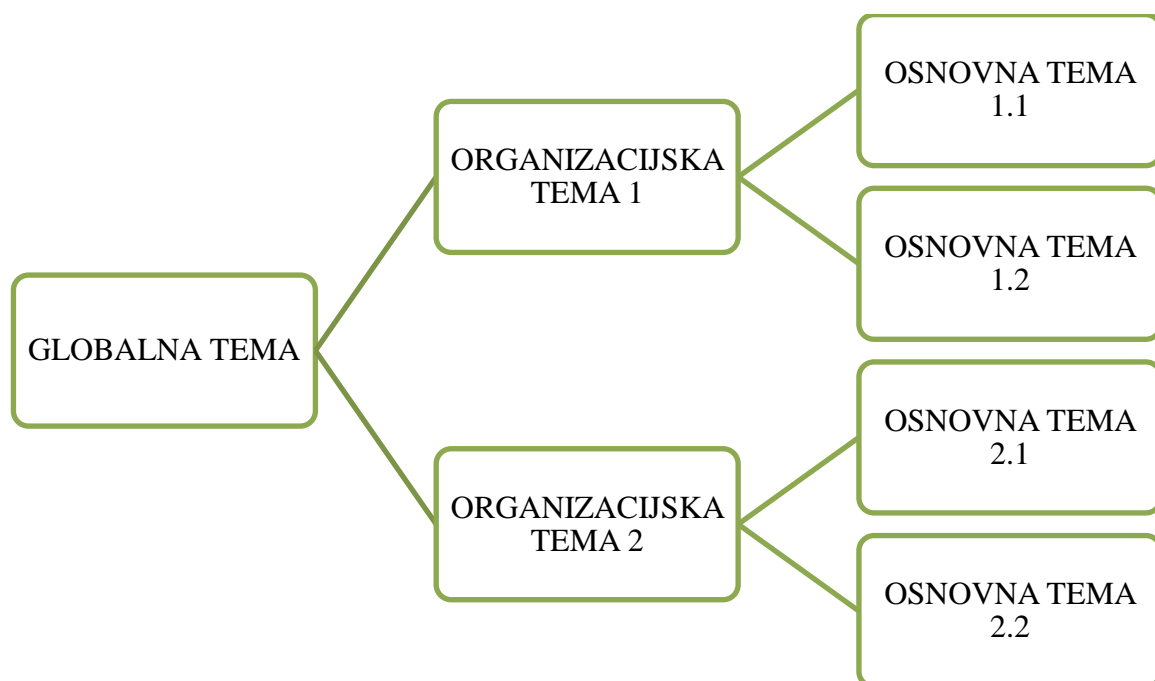 GLOBALNA TEMA
ORGANIZACIJSKA
TEMA 1
OSNOVNA TEMA
1.1
OSNOVNA TEMA
1.2
ORGANIZACIJSKA
TEMA 2
OSNOVNA TEMA
2.1
OSNOVNA TEMA
2.2